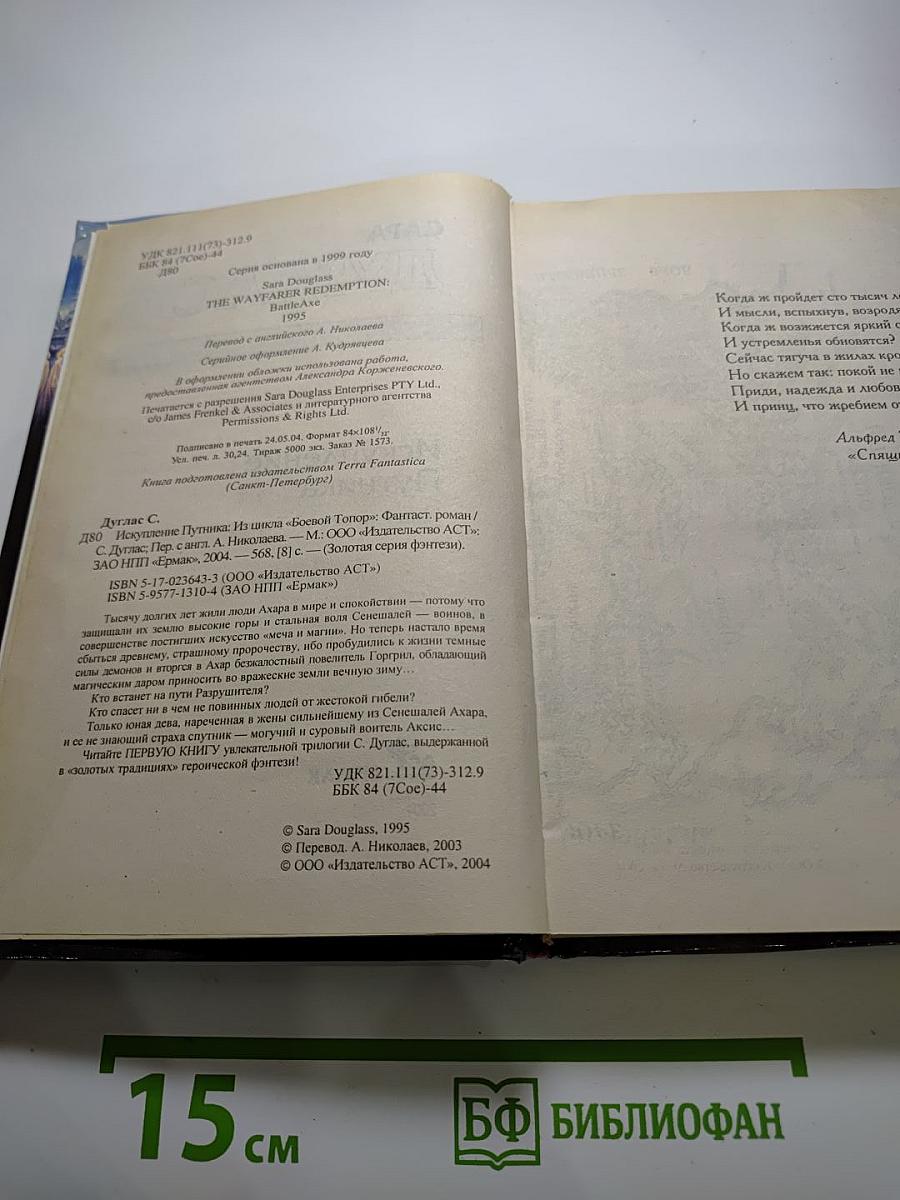 УДК 821.111(73)-312.9
ББК 84 (7Сое)-44
Д80
Серия основана в 1999 году
Sara Douglass
THE WAYFARER REDEMPTION:
BattleAxe
1995
Перевод с английского А. Николаева
Серийное оформление А. Кудрявцева
В оформлении обложки использована работа,
предоставленная агентством Александра Корженевского.
Печатается с разрешения Sara Douglass Enterprises PTY Ltd.,
c/o James Frenkel & Associates и литературного агентства
Permissions & Rights Ltd.
Подписано в печать 24.05.04. Формат 84×108 1/32.
Усл. печ. л. 30,24. Тираж 5000 экз. Заказ № 1573.
Книга подготовлена издательством Terra Fantastica
(Санкт-Петербург)
Дуглас С.
Д80 Искупление Путника: Из цикла «Боевой Топор»: Фантаст. роман /
С. Дуглас; Пер. с англ. А. Николаева. — М.: ООО «Издательство АСТ»:
ЗАО НПП «Ермак», 2004. — 568, [8] с. — (Золотая серия фэнтези).
ISBN 5-17-023643-3 (ООО «Издательство АСТ»)
ISBN 5-9577-1310-4 (ЗАО НПП «Ермак»)
Тысячу долгих лет жили люди Ахара в мире и спокойствии — потому что
защищали их землю высокие горы и стальная воля Сенешалей — воинов, в
совершенстве постигших искусство «меча и магии». Но теперь настало время
сбыться древнему, страшному пророчеству, ибо пробудились к жизни темные
силы демонов и вторгся в Ахар безжалостный повелитель Горгрил, обладающий
магическим даром приносить во вражеские земли вечную зиму...
Кто встанет на пути Разрушителя?
Кто спасет ни в чем не повинных людей от жестокой гибели?
Только юная дева, нареченная в жены сильнейшему из Сенешалей Ахара,
и ее не знающий страха спутник — могучий и суровый воитель Аксис...
Читайте ПЕРВУЮ КНИГУ увлекательной трилогии С. Дуглас, выдержанной
в «золотых традициях» героической фэнтези!
УДК 821.111(73)-312.9
ББК 84 (7Сое)-44
© Sara Douglass, 1995
© Перевод. А. Николаев, 2003
© ООО «Издательство АСТ», 2004
Когда ж пройдет сто тысяч
И мысли, вспыхнув,
Когда ж возжжется яркий
И устремленья обновятся?
Сейчас тягуча в жилах
Но скажем так: покой не
Приди, надежда и
И принц, что жребием
Альфред
15 см
БФ БИБЛИОФАН